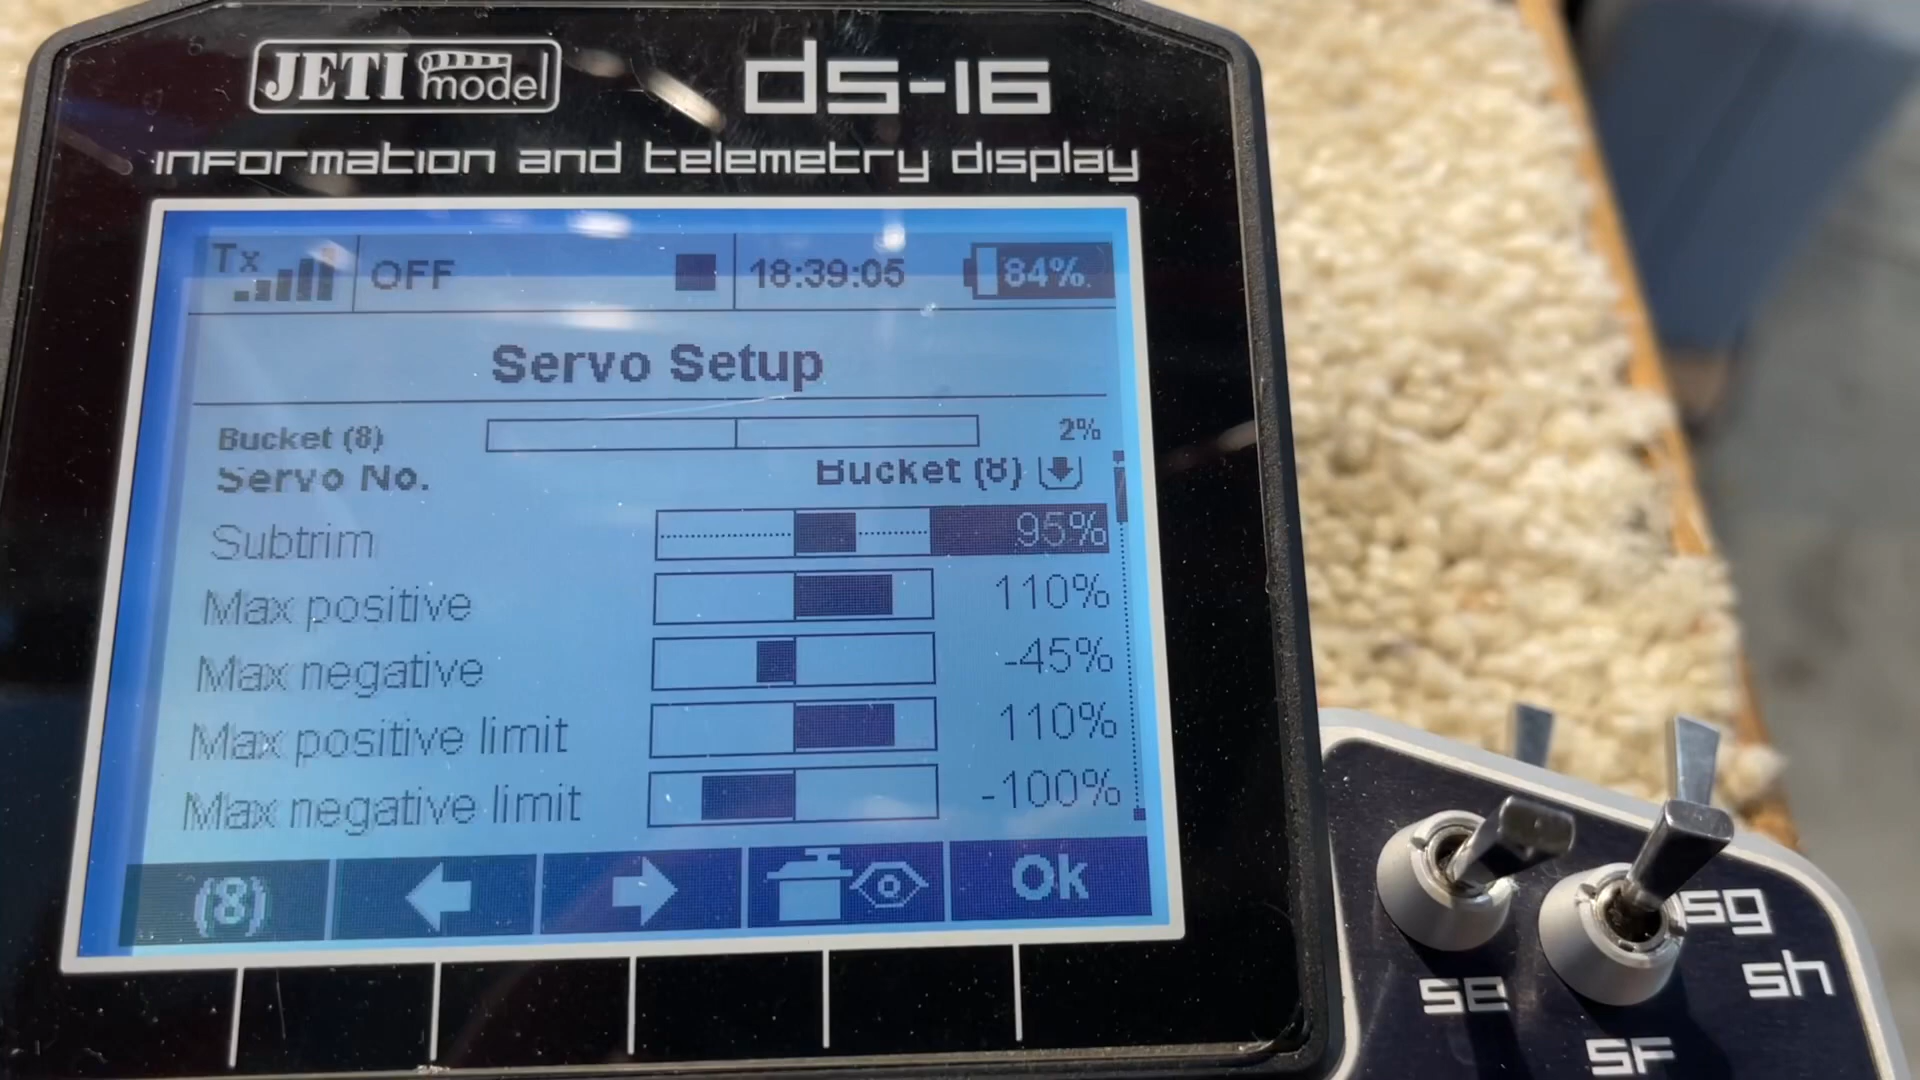 JETI model
ds-16
information and telemetry display
Tx OFF 18:39:05 84%
Servo Setup
Bucket (8) 2%
Servo No. Bucket (8)
Subtrim 95%
Max positive 110%
Max negative -45%
Max positive limit 110%
Max negative limit -100%
(8) Ok
sg
se
sh
sf